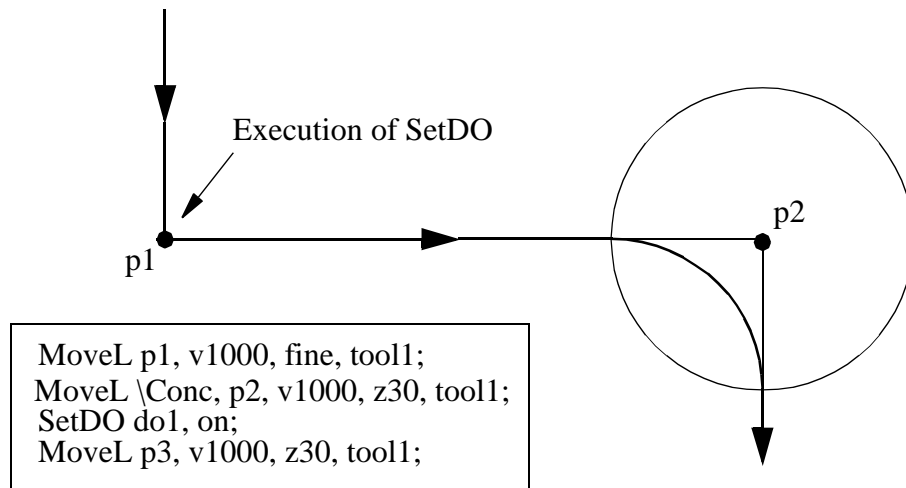 Execution of SetDO
p2
p1
MoveL p1, v1000, fine, tool1;
MoveL \Conc, p2, v1000, z30, tool1;
SetDO do1, on;
MoveL p3, v1000, z30, tool1;